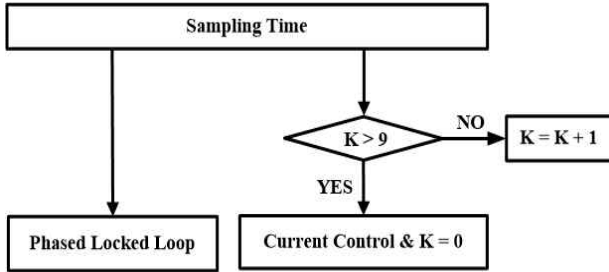 Sampling Time
K > 9
NO
K = K + 1
YES
Phased Locked Loop
Current Control & K = 0